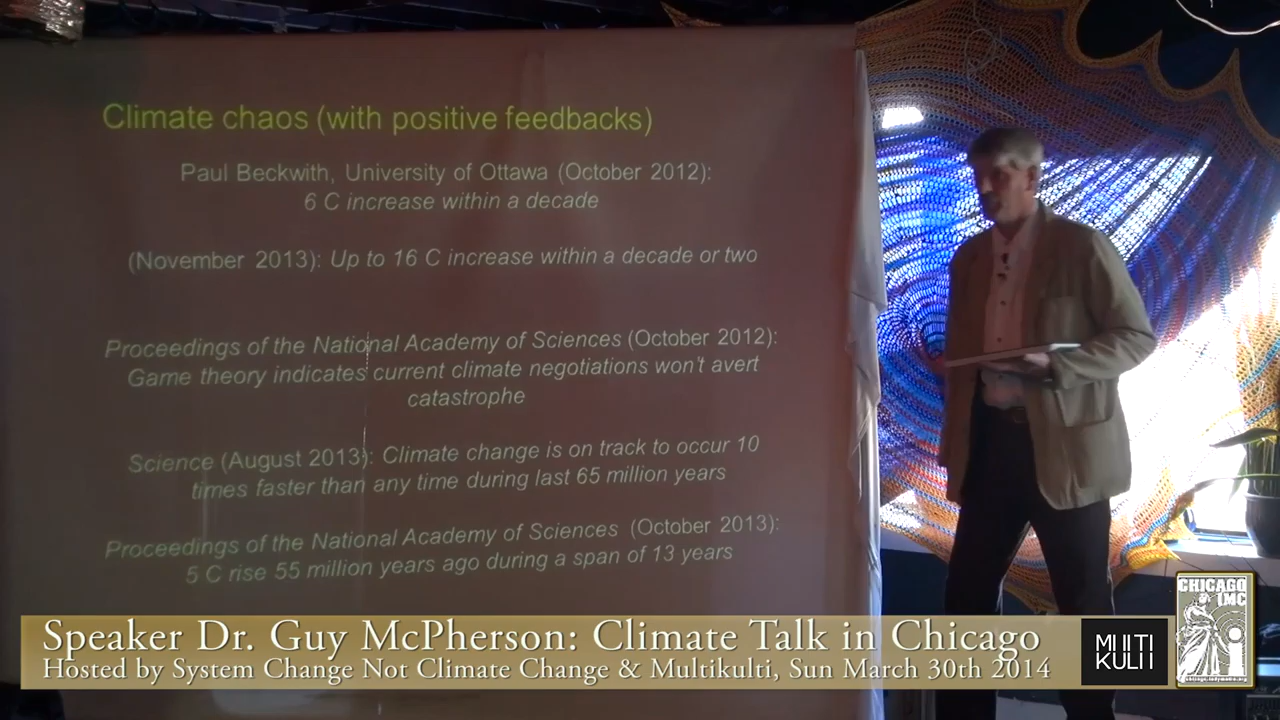 Climate chaos (with positive feedbacks)
Paul Beckwith, University of Ottawa (October 2012):
6 C increase within a decade
(November 2013): Up to 16 C increase within a decade or two
Proceedings of the National Academy of Sciences (October 2012):
Game theory indicates current climate negotiations won't avert
catastrophe
Science (August 2013): Climate change is on track to occur 10
times faster than any time during last 65 million years
Proceedings of the National Academy of Sciences (October 2013):
5 C rise 55 million years ago during a span of 13 years
Speaker Dr. Guy McPherson: Climate Talk in Chicago
Hosted by System Change Not Climate Change & Multikulti, Sun March 30th 2014
MUlTI
KULTI
CHICAGO
IMC
chicago.indymedia.org